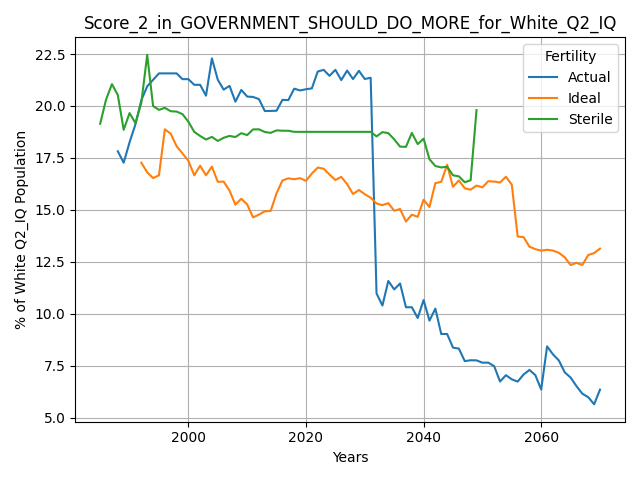 Score_2_in_GOVERNMENT_SHOULD_DO_MORE_for_White_Q2_IQ
Fertility
Actual
Ideal
Sterile
% of White Q2_IQ Population
22.5
20.0
17.5
15.0
12.5
10.0
7.5
5.0
2000 2020 2040 2060
Years